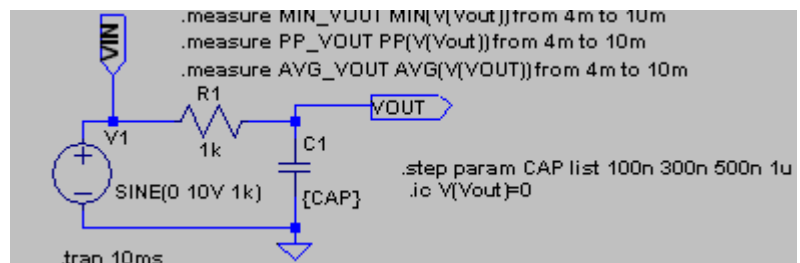 .measure MIN_VOUT MIN(V(Vout))from 4m to 10m
.measure PP_VOUT PP(V(Vout))from 4m to 10m
.measure AVG_VOUT AVG(V(VOUT))from 4m to 10m
VIN
R1
VOUT
V1
1k
C1
SINE(0 10V 1k)
{CAP}
.step param CAP list 100n 300n 500n 1u
.ic V(Vout)=0
.tran 10ms